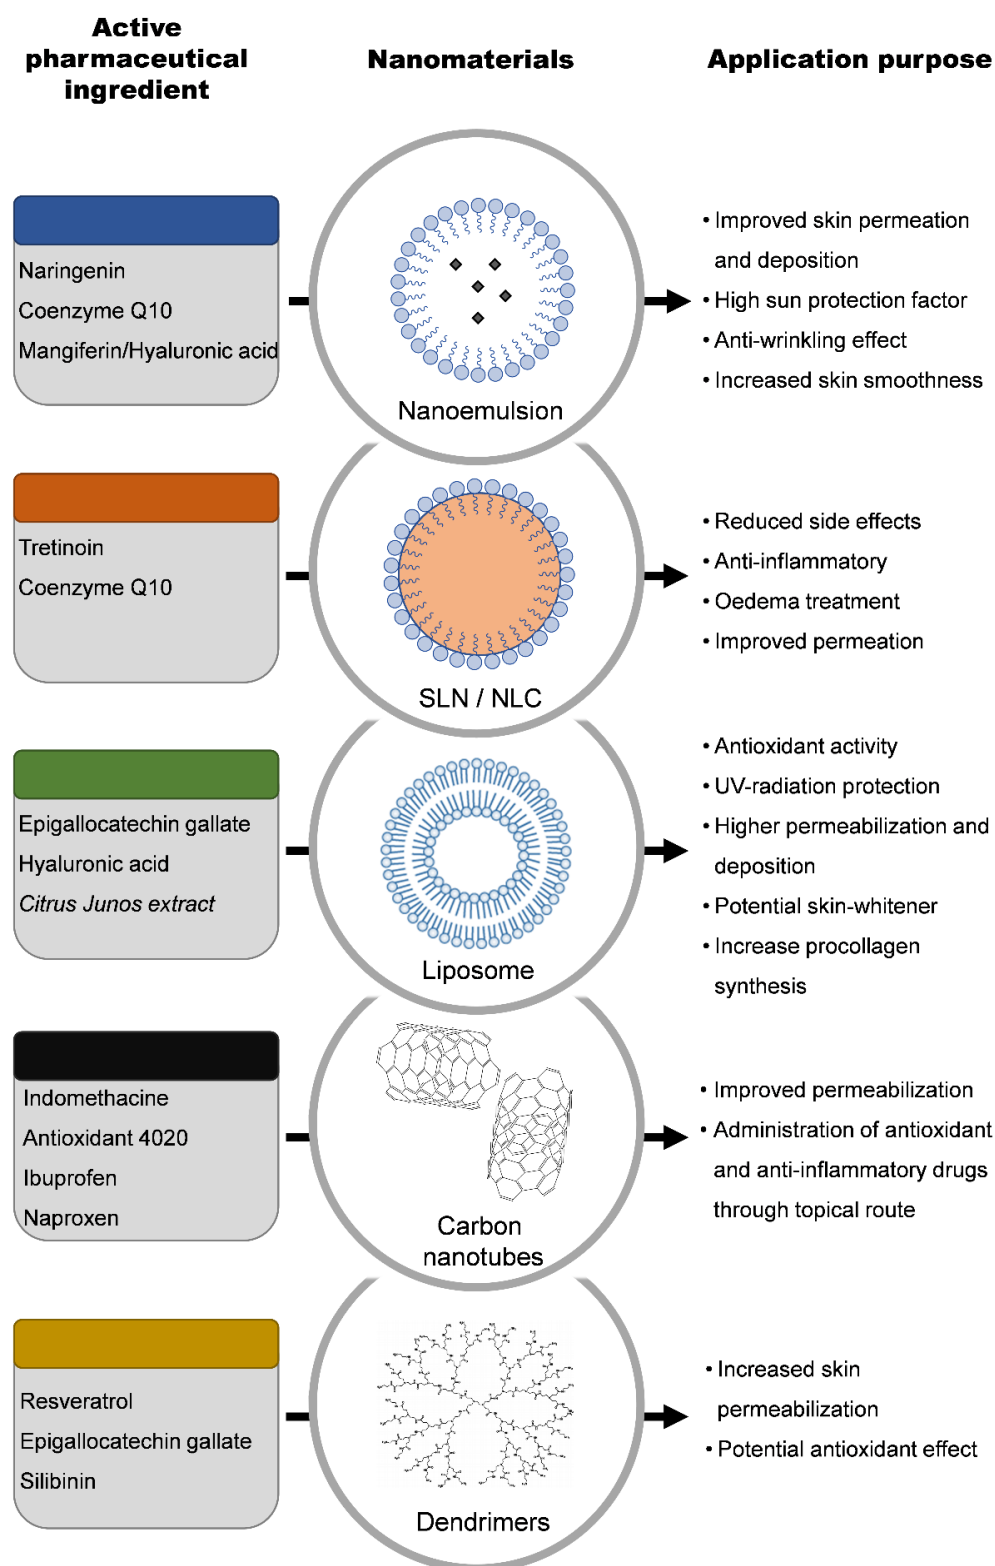 Active
pharmaceutical
ingredient
Nanomaterials
Application purpose
Naringenin
Coenzyme Q10
Mangiferin/Hyaluronic acid
Nanoemulsion
• Improved skin permeation
and deposition
• High sun protection factor
• Anti-wrinkling effect
• Increased skin smoothness
Tretinoin
Coenzyme Q10
SLN / NLC
• Reduced side effects
• Anti-inflammatory
• Oedema treatment
• Improved permeation
Epigallocatechin gallate
Hyaluronic acid
Citrus Junos extract
Liposome
• Antioxidant activity
• UV-radiation protection
• Higher permeabilization and
deposition
• Potential skin-whitener
• Increase procollagen
synthesis
Indomethacine
Antioxidant 4020
Ibuprofen
Naproxen
Carbon
nanotubes
• Improved permeabilization
• Administration of antioxidant
and anti-inflammatory drugs
through topical route
Resveratrol
Epigallocatechin gallate
Silibinin
Dendrimers
• Increased skin
permeabilization
• Potential antioxidant effect